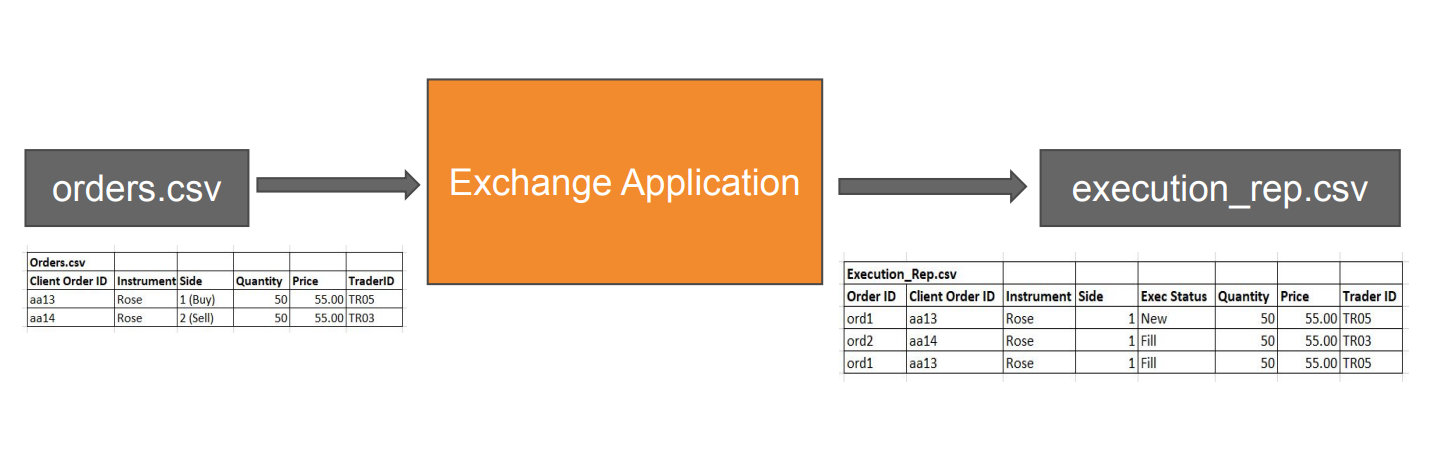 orders.csv
Exchange Application
execution_rep.csv
Orders.csv
Client Order ID Instrument Side Quantity Price TraderID
aa13 Rose 1 (Buy) 50 55.00 TR05
aa14 Rose 2 (Sell) 50 55.00 TR03
Execution_Rep.csv
Order ID Client Order ID Instrument Side Exec Status Quantity Price Trader ID
ord1 aa13 Rose 1 New 50 55.00 TR05
ord2 aa14 Rose 1 Fill 50 55.00 TR03
ord1 aa13 Rose 1 Fill 50 55.00 TR05